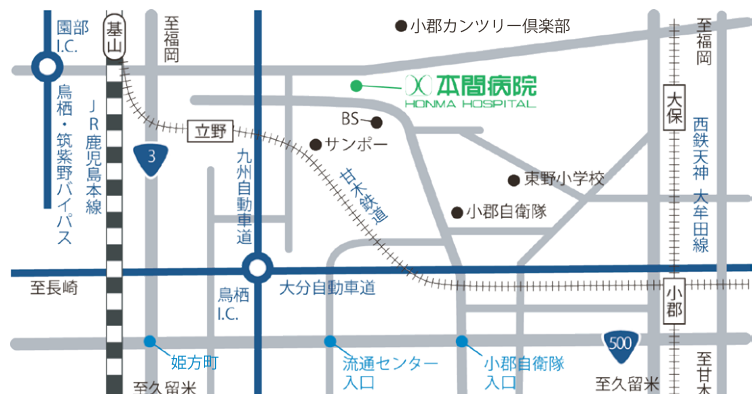 園部
I.C.
基山
至福岡
小郡カンツリー倶楽部
至福岡
本間病院
HONMA HOSPITAL
大保
BS
立野
サンポー
3
鳥栖・筑紫野バイパス
JR鹿児島本線
九州自動車道
甘木鉄道
東野小学校
小郡自衛隊
西鉄天神 大牟田線
至長崎
鳥栖
I.C.
大分自動車道
小郡
姫方町
流通センター
入口
小郡自衛隊
入口
500
至久留米
至久留米
至甘木